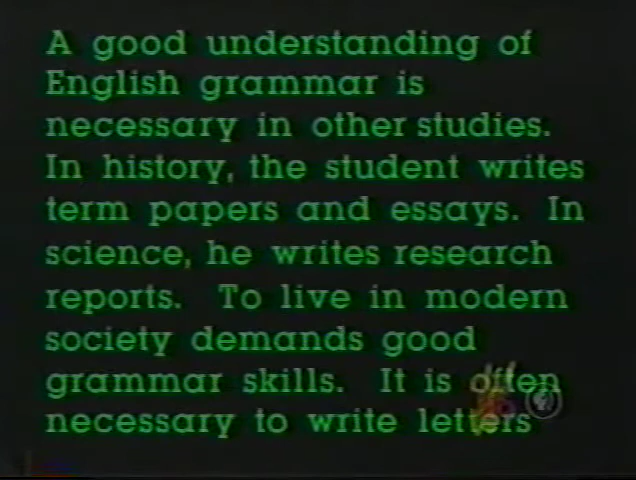 A good understanding of
English grammar is
necessary in other studies.
In history, the student writes
term papers and essays.  In
science, he writes research
reports.  To live in modern
society demands good
grammar skills.  It is often
necessary to write letters